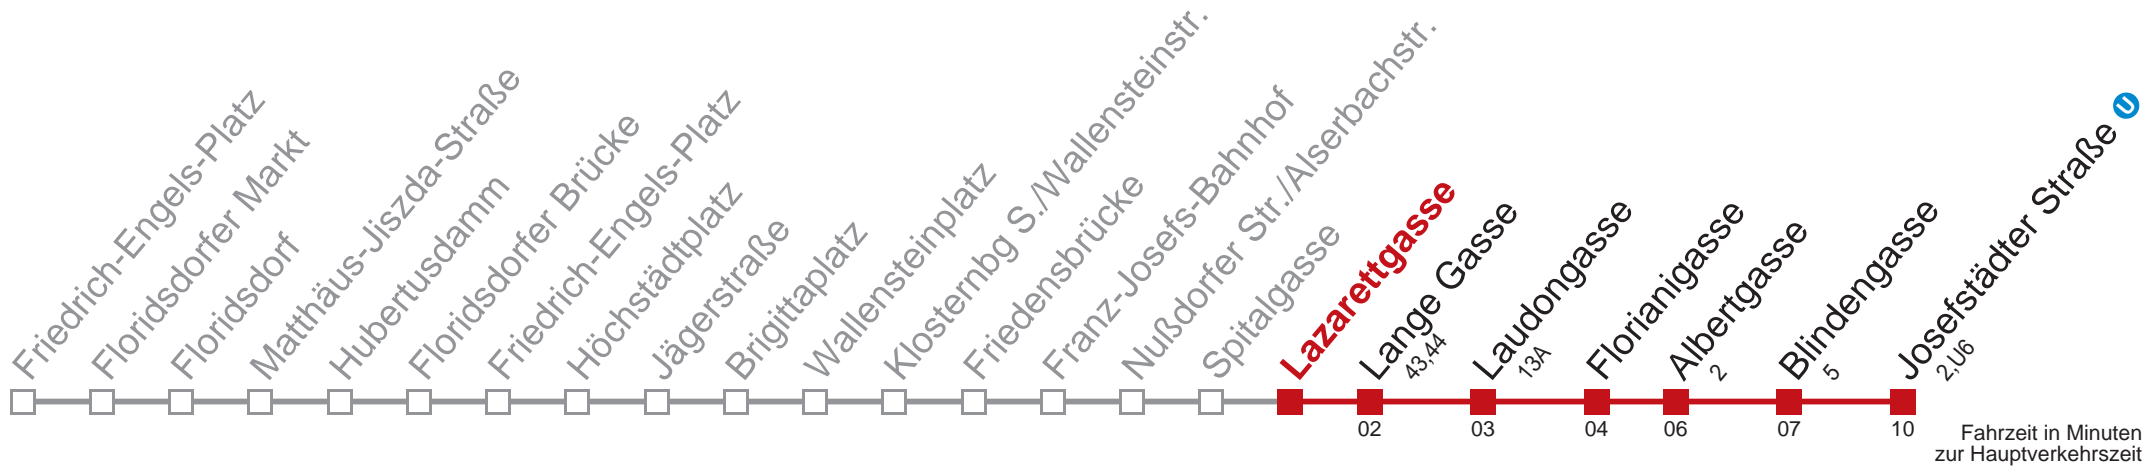 Friedrich-Engels-Platz
Floridsdorfer Markt
Floridsdorf
Matthäus-Jiszda-Straße
Hubertusdamm
Floridsdorfer Brücke
Friedrich-Engels-Platz
Höchstädtplatz
Jägerstraße
Brigittaplatz
Wallensteinplatz
Klosternbg S./Wallensteinstr.
Friedensbrücke
Franz-Josefs-Bahnhof
Nußdorfer Str./Alserbachstr.
Spitalgasse
Lazarettgasse
Lange Gasse
43,44
Laudongasse
13A
Florianigasse
Albertgasse
2
Blindengasse
5
Josefstädter Straße U
2,U6
02 03 04 06 07 10
Fahrzeit in Minuten
zur Hauptverkehrszeit